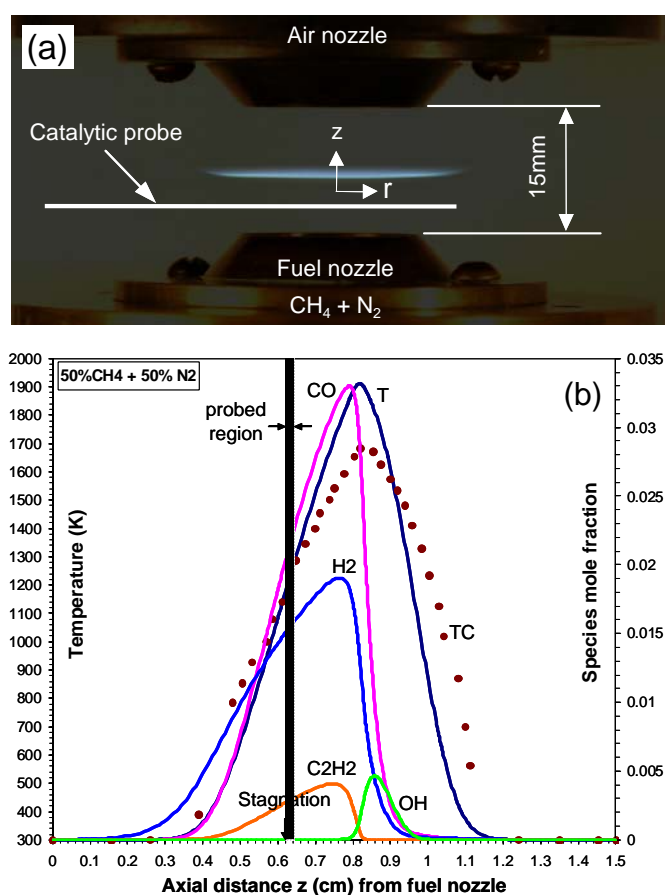 (a)
Air nozzle
Catalytic probe
z
r
15mm
Fuel nozzle
CH₄ + N₂
(b)
50%CH4 + 50% N2
probed
region
CO
T
H2
TC
C2H2
Stagnation
OH
2000
1900
1800
1700
1600
1500
1400
1300
1200
1100
1000
900
800
700
600
500
400
300
Temperature (K)
0.035
0.03
0.025
0.02
0.015
0.01
0.005
0
Species mole fraction
0 0.1 0.2 0.3 0.4 0.5 0.6 0.7 0.8 0.9 1 1.1 1.2 1.3 1.4 1.5
Axial distance z (cm) from fuel nozzle